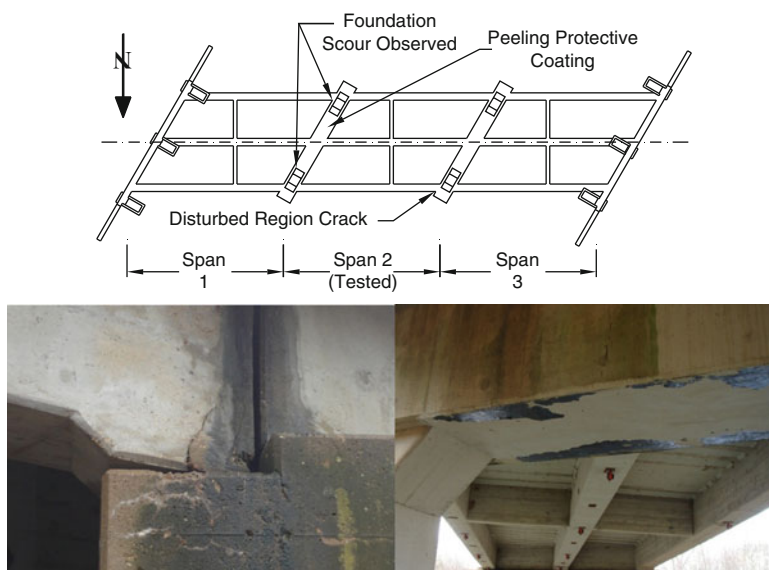 Foundation
Scour Observed
Peeling Protective
Coating
N
Disturbed Region Crack
Span
1
Span 2
(Tested)
Span
3